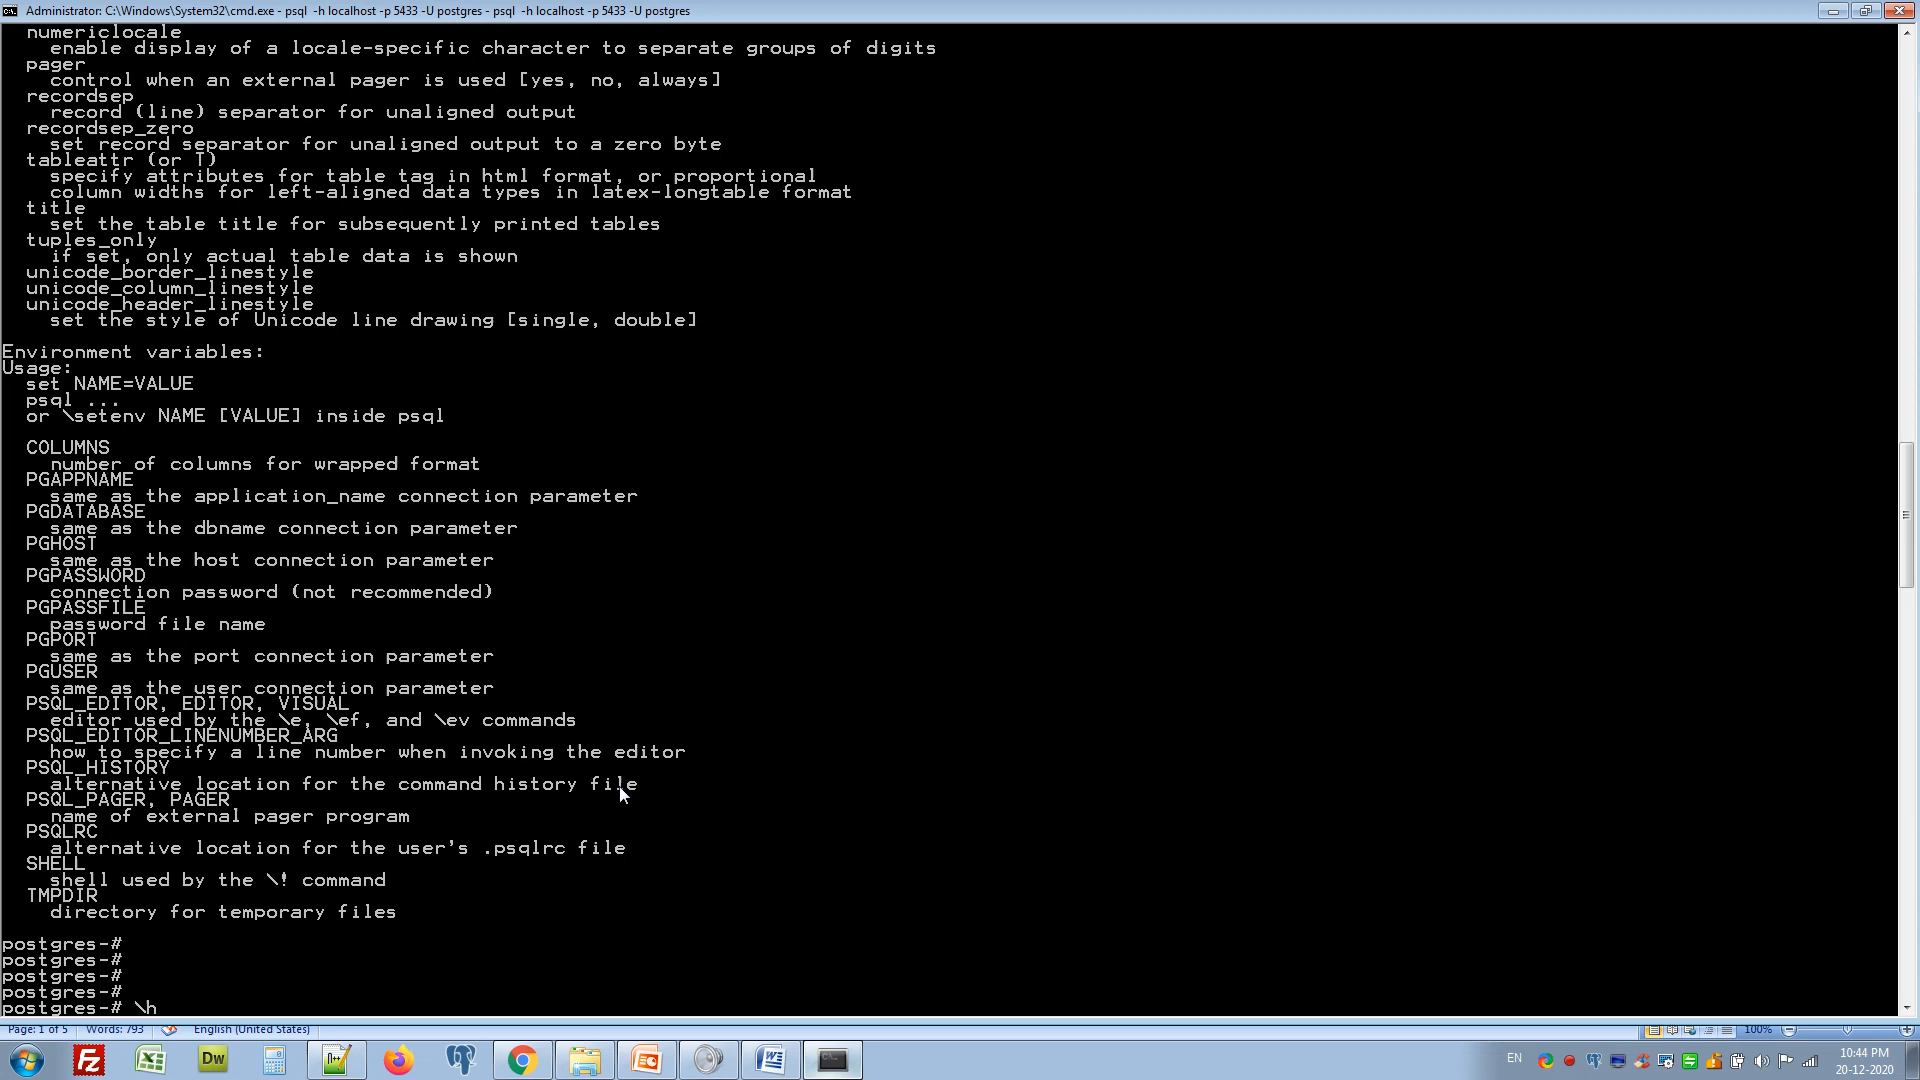 Administrator: C:\Windows\System32\cmd.exe - psql  -h localhost -p 5433 -U postgres - psql  -h localhost -p 5433 -U postgres
numericlocale
enable display of a locale-specific character to separate groups of digits
pager
control when an external pager is used [yes, no, always]
recordsep
record (line) separator for unaligned output
recordsep_zero
set record separator for unaligned output to a zero byte
tableattr (or T)
specify attributes for table tag in html format, or proportional
column widths for left-aligned data types in latex-longtable format
title
set the table title for subsequently printed tables
tuples_only
if set, only actual table data is shown
unicode_border_linestyle
unicode_column_linestyle
unicode_header_linestyle
set the style of Unicode line drawing [single, double]
Environment variables:
Usage:
set NAME=VALUE
psql ...
or \setenv NAME [VALUE] inside psql
COLUMNS
number of columns for wrapped format
PGAPPNAME
same as the application_name connection parameter
PGDATABASE
same as the dbname connection parameter
PGHOST
same as the host connection parameter
PGPASSWORD
connection password (not recommended)
PGPASSFILE
password file name
PGPORT
same as the port connection parameter
PGUSER
same as the user connection parameter
PSQL_EDITOR, EDITOR, VISUAL
editor used by the \e, \ef, and \ev commands
PSQL_EDITOR_LINENUMBER_ARG
how to specify a line number when invoking the editor
PSQL_HISTORY
alternative location for the command history file
PSQL_PAGER, PAGER
name of external pager program
PSQLRC
alternative location for the user's .psqlrc file
SHELL
shell used by the \! command
TMPDIR
directory for temporary files
postgres-#
postgres-#
postgres-#
postgres-#
postgres-# \h
Page: 1 of 5 Words: 793 English (United States) 100%
Dw
EN
10:44 PM
20-12-2020